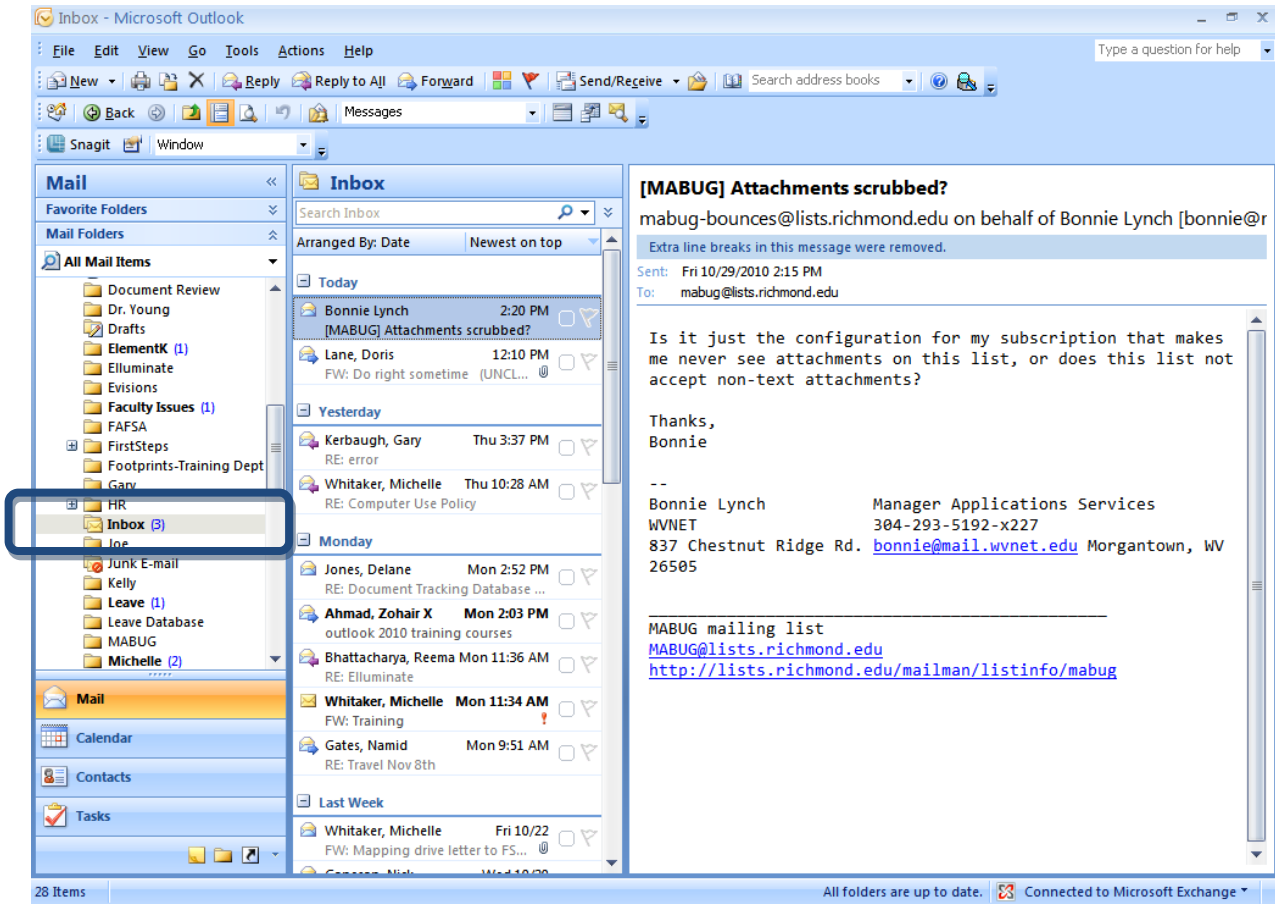 Inbox - Microsoft Outlook
File Edit View Go Tools Actions Help
Type a question for help
New Reply Reply to All Forward Send/Receive Search address books
Back Messages
Snagit Window
Mail
Favorite Folders
Mail Folders
All Mail Items
Document Review
Dr. Young
Drafts
ElementK (1)
Elluminate
Evisions
Faculty Issues (1)
FAFSA
FirstSteps
Footprints-Training Dept
Gary
HR
Inbox (3)
Joe
Junk E-mail
Kelly
Leave (1)
Leave Database
MABUG
Michelle (2)
Mail
Calendar
Contacts
Tasks
Inbox
Search Inbox
Arranged By: Date Newest on top
Today
Bonnie Lynch 2:20 PM
[MABUG] Attachments scrubbed?
Lane, Doris 12:10 PM
FW: Do right sometime (UNCL...
Yesterday
Kerbaugh, Gary Thu 3:37 PM
RE: error
Whitaker, Michelle Thu 10:28 AM
RE: Computer Use Policy
Monday
Jones, Delane Mon 2:52 PM
RE: Document Tracking Database ...
Ahmad, Zohair X Mon 2:03 PM
outlook 2010 training courses
Bhattacharya, Reema Mon 11:36 AM
RE: Elluminate
Whitaker, Michelle Mon 11:34 AM
FW: Training
Gates, Namid Mon 9:51 AM
RE: Travel Nov 8th
Last Week
Whitaker, Michelle Fri 10/22
FW: Mapping drive letter to FS...
[MABUG] Attachments scrubbed?
mabug-bounces@lists.richmond.edu on behalf of Bonnie Lynch [bonnie@r
Extra line breaks in this message were removed.
Sent: Fri 10/29/2010 2:15 PM
To: mabug@lists.richmond.edu
Is it just the configuration for my subscription that makes
me never see attachments on this list, or does this list not
accept non-text attachments?
Thanks,
Bonnie
--
Bonnie Lynch Manager Applications Services
WVNET 304-293-5192-x227
837 Chestnut Ridge Rd. bonnie@mail.wvnet.edu Morgantown, WV
26505
_______________________________________________
MABUG mailing list
MABUG@lists.richmond.edu
http://lists.richmond.edu/mailman/listinfo/mabug
28 Items
All folders are up to date. Connected to Microsoft Exchange